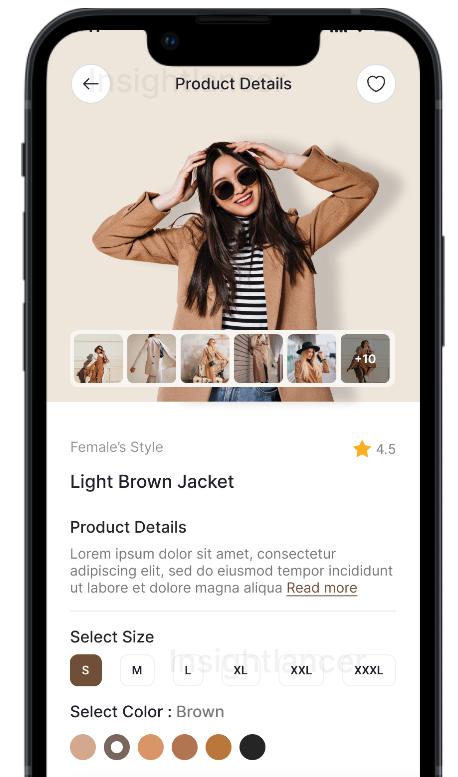 Insightlancer
Product Details
+10
Female's Style
4.5
Light Brown Jacket
Product Details
Lorem ipsum dolor sit amet, consectetur
adipiscing elit, sed do eiusmod tempor incididunt
ut labore et dolore magna aliqua Read more
Select Size
Insightlancer
S M L XL XXL XXXL
Select Color : Brown